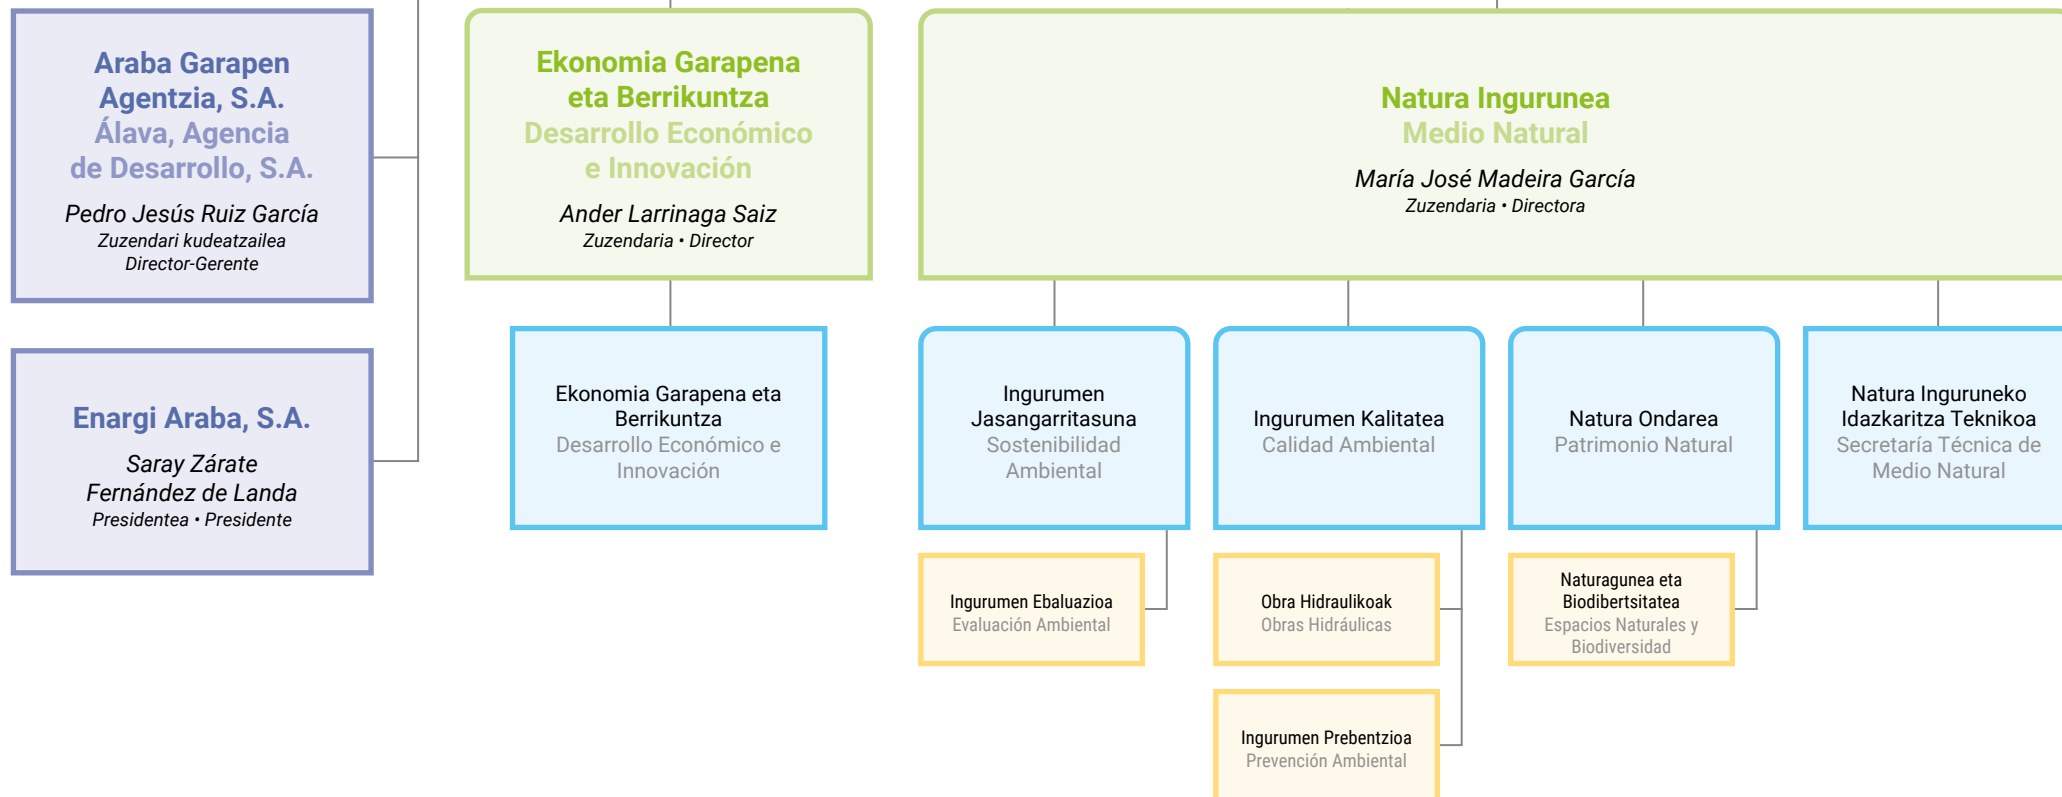 Araba Garapen
Agentzia, S.A.
Álava, Agencia
de Desarrollo, S.A.
Pedro Jesús Ruiz García
Zuzendari kudeatzailea
Director-Gerente
Enargi Araba, S.A.
Saray Zárate
Fernández de Landa
Presidentea • Presidente
Ekonomia Garapena
eta Berrikuntza
Desarrollo Económico
e Innovación
Ander Larrinaga Saiz
Zuzendaria • Director
Ekonomia Garapena eta
Berrikuntza
Desarrollo Económico e
Innovación
Natura Ingurunea
Medio Natural
María José Madeira García
Zuzendaria • Directora
Ingurumen
Jasangarritasuna
Sostenibilidad
Ambiental
Ingurumen Ebaluazioa
Evaluación Ambiental
Ingurumen Kalitatea
Calidad Ambiental
Obra Hidraulikoak
Obras Hidráulicas
Ingurumen Prebentzioa
Prevención Ambiental
Natura Ondarea
Patrimonio Natural
Naturagunea eta
Biodibertsitatea
Espacios Naturales y
Biodiversidad
Natura Inguruneko
Idazkaritza Teknikoa
Secretaría Técnica de
Medio Natural